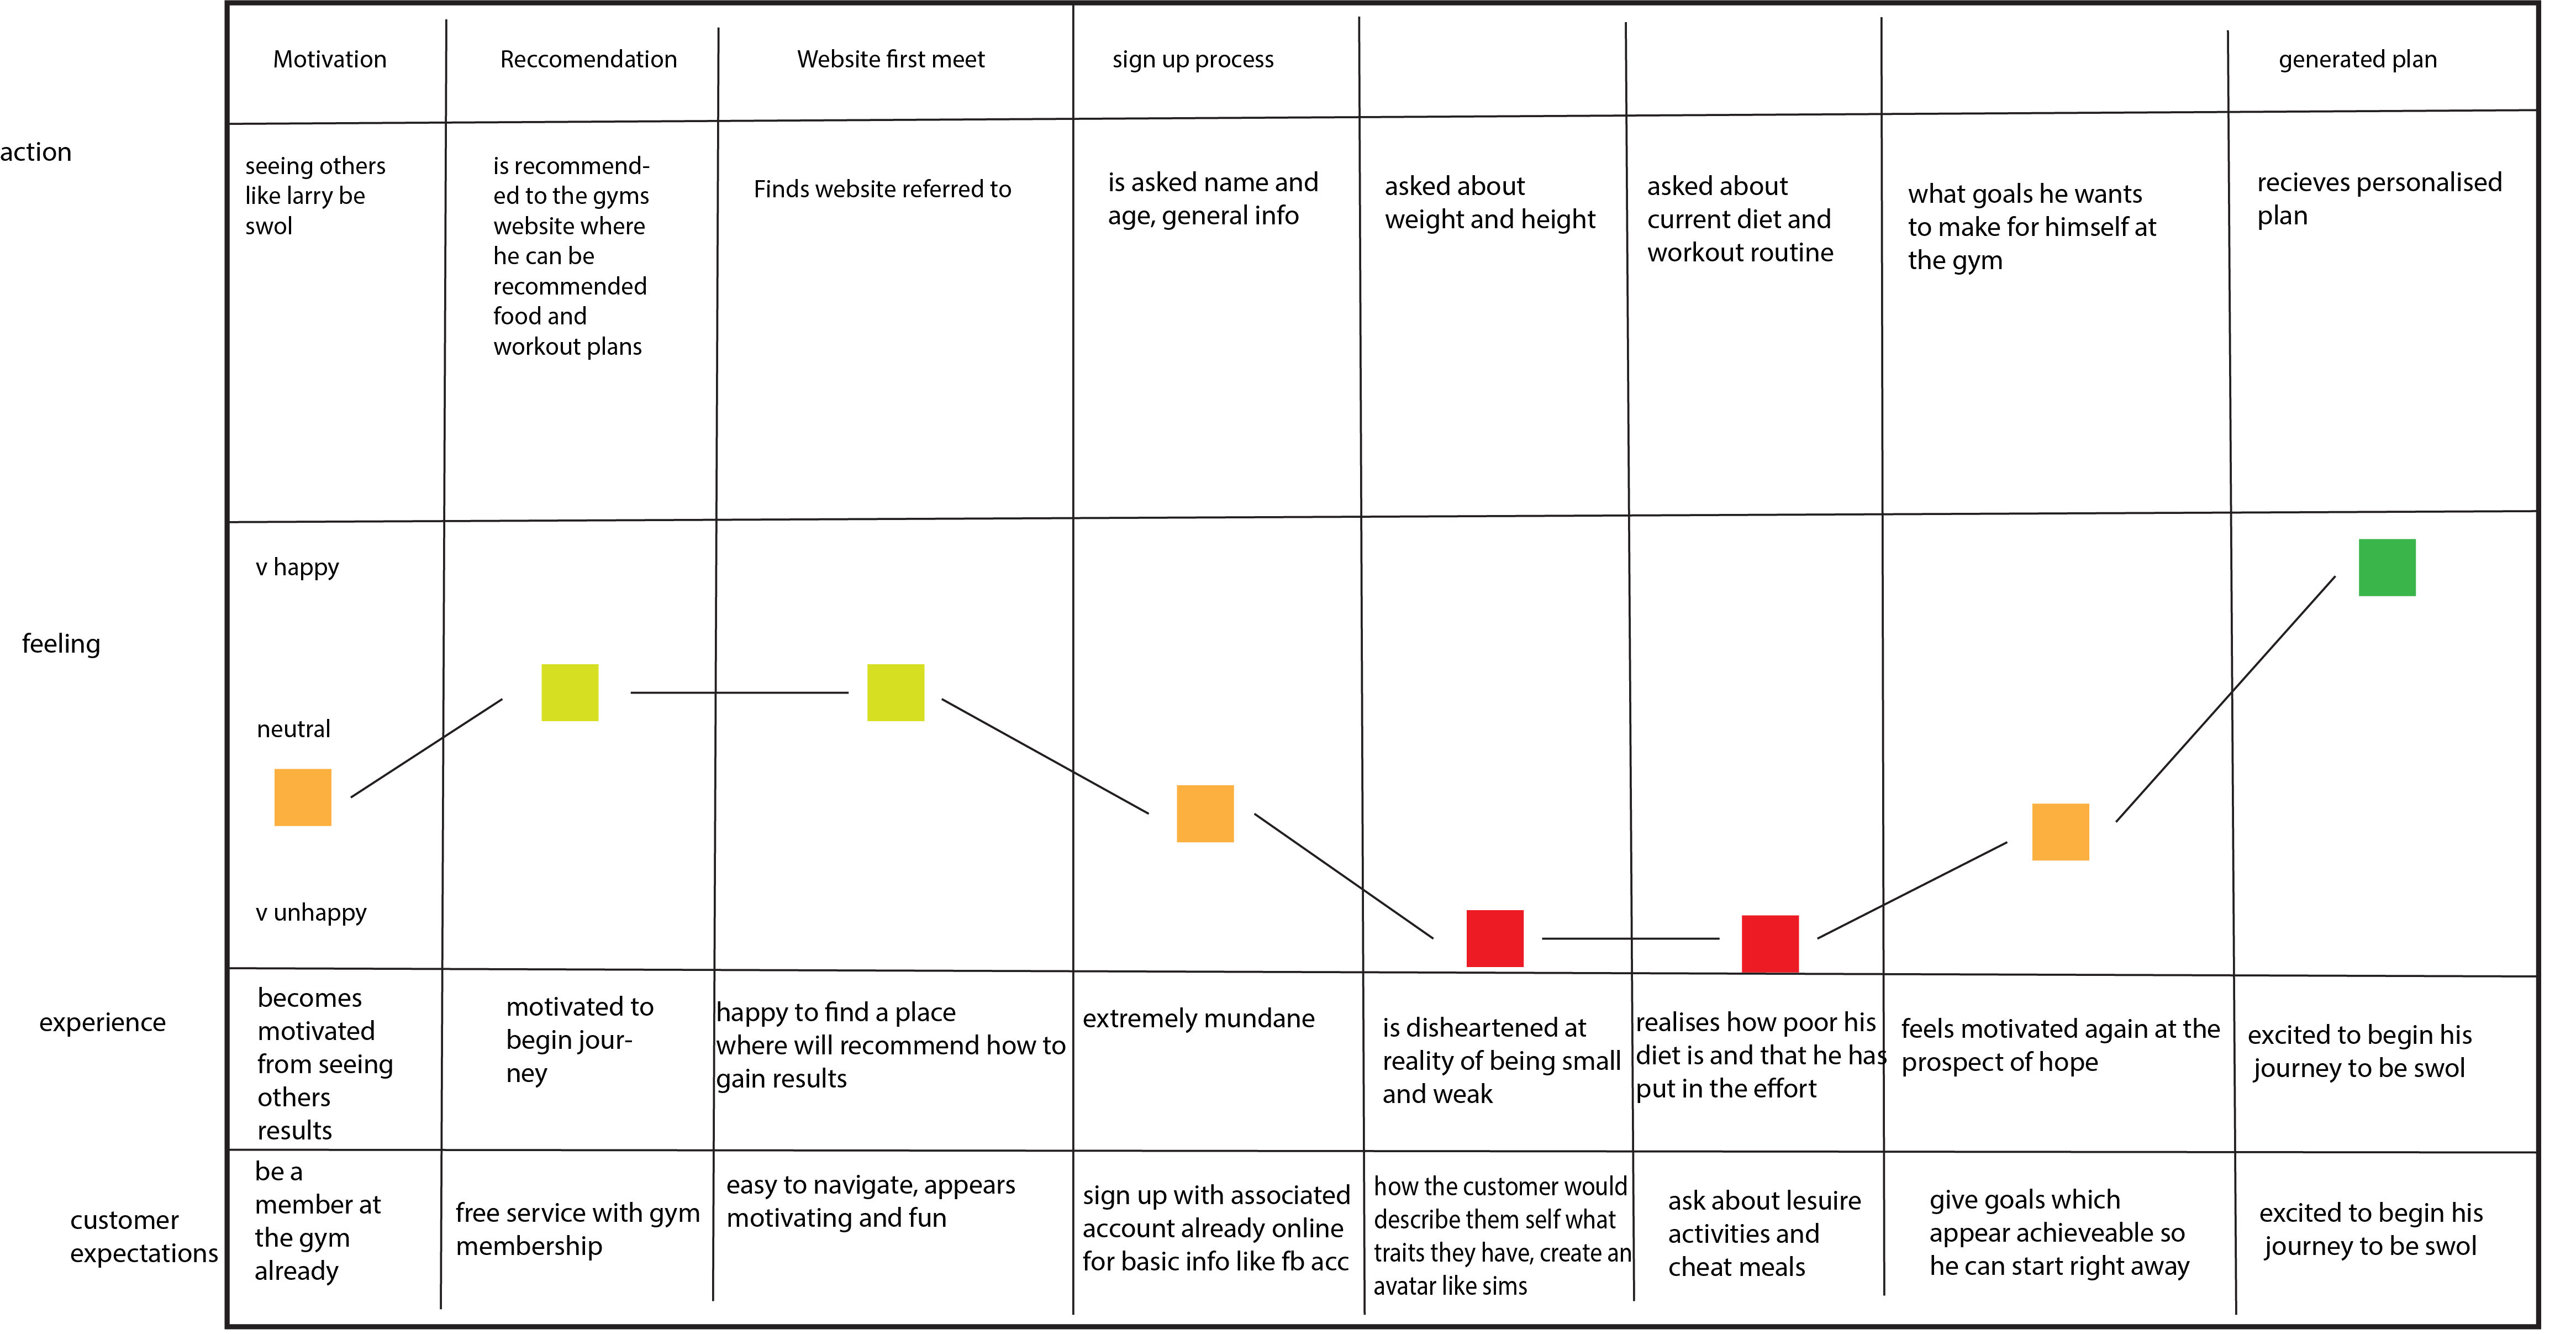 Motivation
Reccomendation
Website first meet
sign up process
generated plan
action
seeing others
like larry be
swol
is recommend-
ed to the gyms
website where
he can be
recommended
food and
workout plans
Finds website referred to
is asked name and
age, general info
asked about
weight and height
asked about
current diet and
workout routine
what goals he wants
to make for himself at
the gym
recieves personalised
plan
feeling
v happy
neutral
v unhappy
experience
becomes
motivated
from seeing
others
results
motivated to
begin jour-
ney
happy to find a place
where will recommend how to
gain results
extremely mundane
is disheartened at
reality of being small
and weak
realises how poor his
diet is and that he has
put in the effort
feels motivated again at the
prospect of hope
excited to begin his
journey to be swol
customer
expectations
be a
member at
the gym
already
free service with gym
membership
easy to navigate, appears
motivating and fun
sign up with associated
account already online
for basic info like fb acc
how the customer would
describe them self what
traits they have, create an
avatar like sims
ask about lesuire
activities and
cheat meals
give goals which
appear achieveable so
he can start right away
excited to begin his
journey to be swol